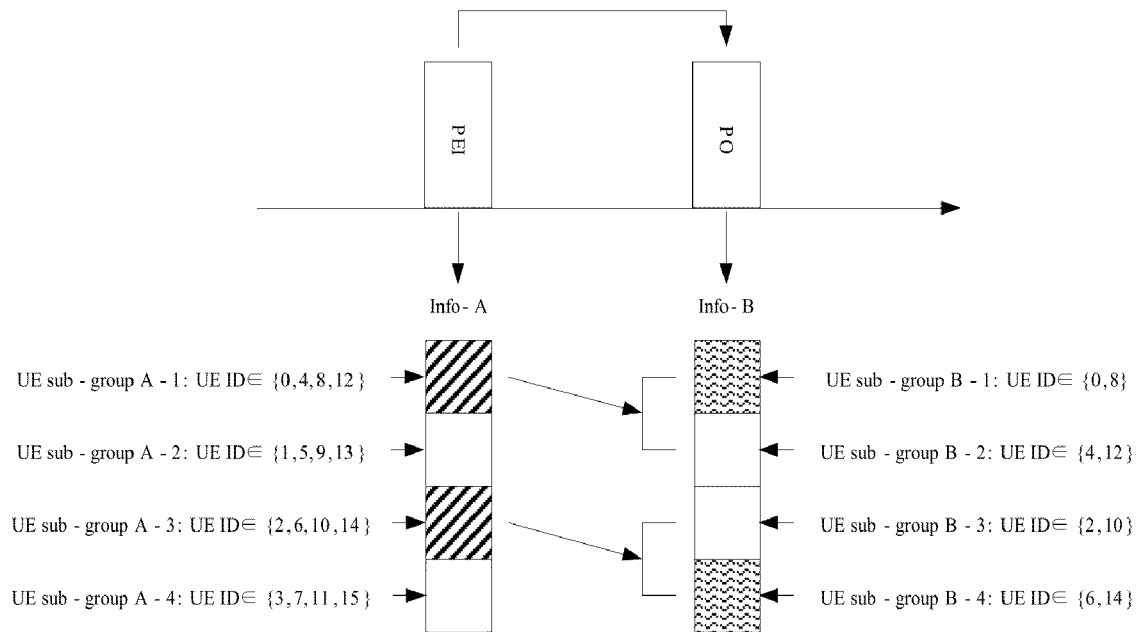 PEI
PO
Info - A
Info - B
UE sub - group A - 1: UE ID∈ {0,4,8,12}
UE sub - group B - 1: UE ID∈ {0,8}
UE sub - group A - 2: UE ID∈ {1,5,9,13}
UE sub - group B - 2: UE ID∈ {4,12}
UE sub - group A - 3: UE ID∈ {2,6,10,14}
UE sub - group B - 3: UE ID∈ {2,10}
UE sub - group A - 4: UE ID∈ {3,7,11,15}
UE sub - group B - 4: UE ID∈ {6,14}